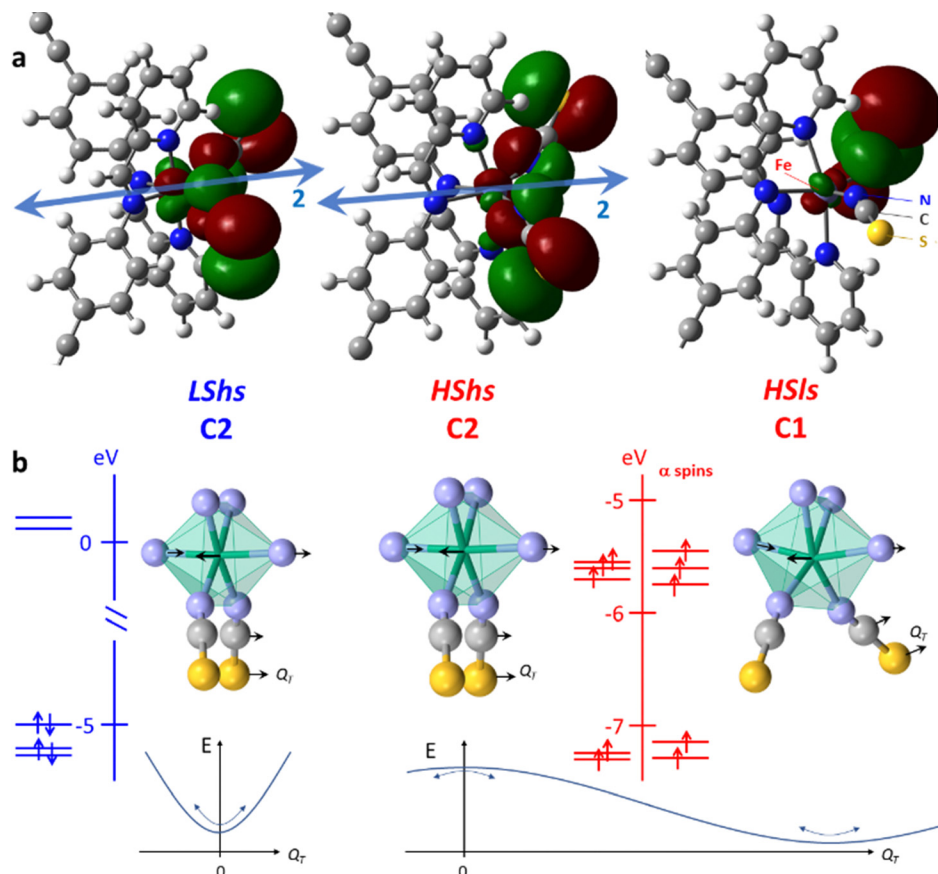 a
2
2
Fe
N
C
S
LShs
HShs
HSls
C2
C2
C1
b
eV
eV
α spins
0
-5
-5
-6
-7
Q_T
Q_T
Q_T
E
E
0
Q_T
0
Q_T